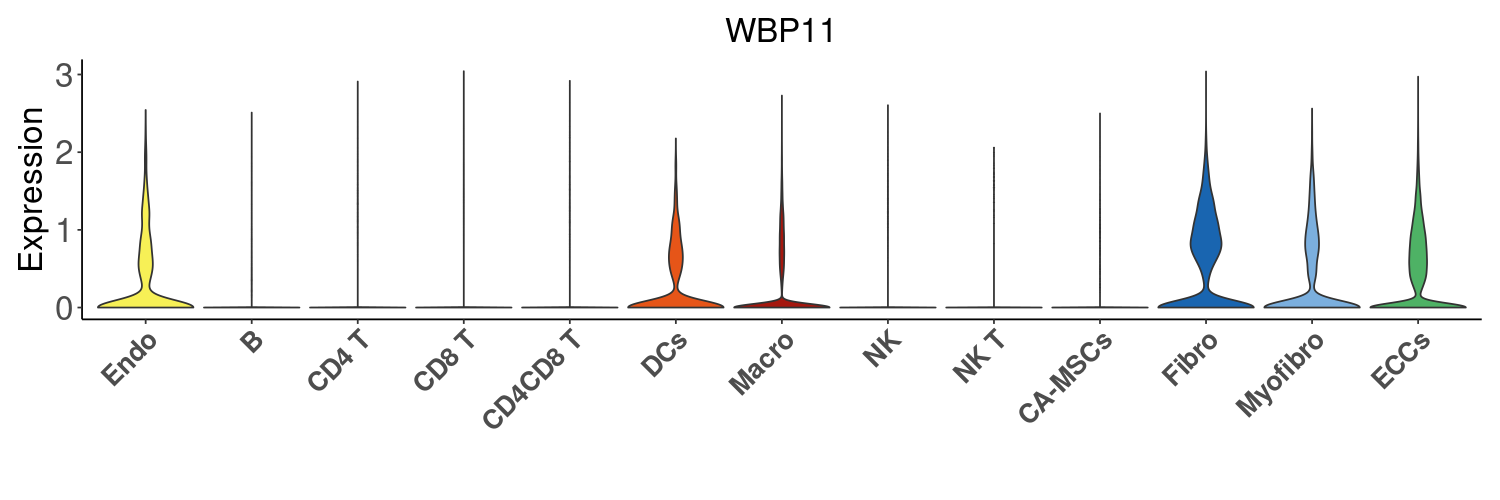 WBP11
Expression
3
2
1
0
Endo
B
CD4 T
CD8 T
CD4CD8 T
DCs
Macro
NK
NK T
CA-MSCs
Fibro
Myofibro
ECCs